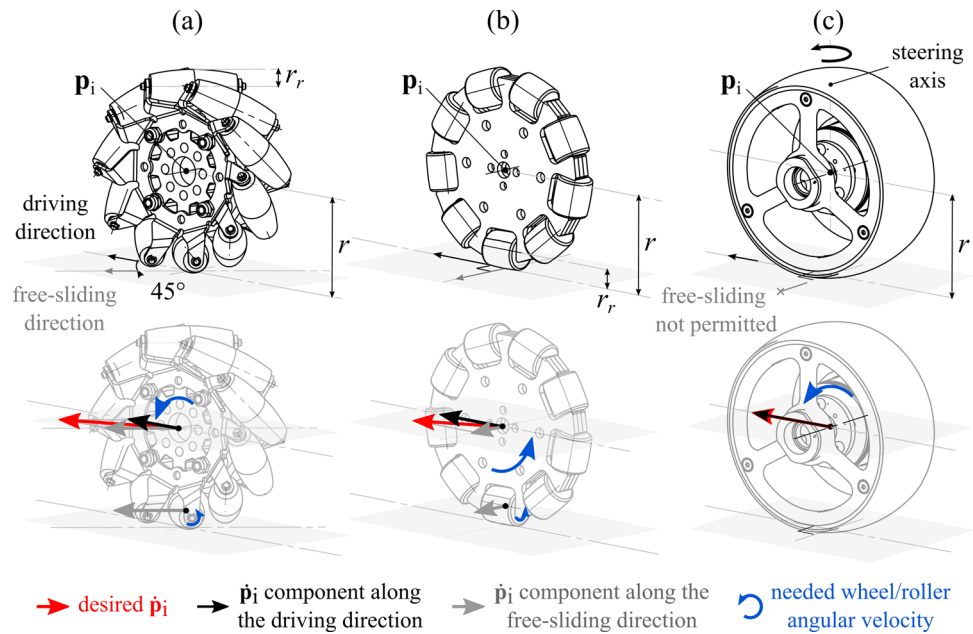 (a)
(b)
(c)
p_i
r_r
p_i
p_i
steering
axis
driving
direction
45°
free-sliding
direction
r
r
r_r
r
free-sliding
not permitted
desired ṗ_i
ṗ_i component along
the driving direction
ṗ_i component along the
free-sliding direction
needed wheel/roller
angular velocity